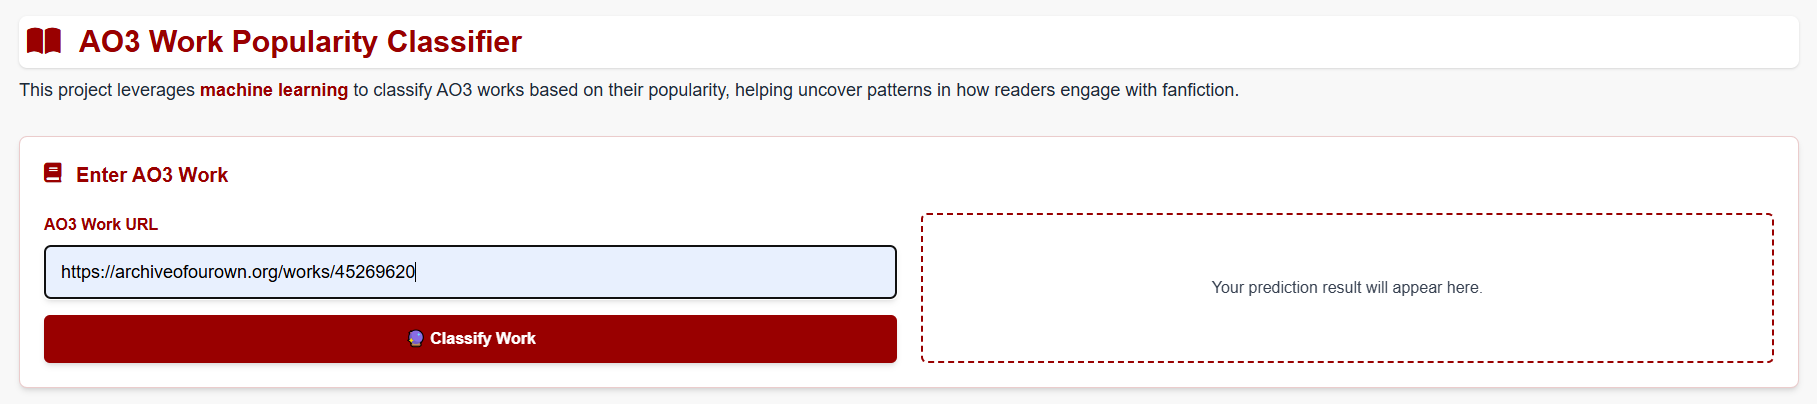 AO3 Work Popularity Classifier
This project leverages machine learning to classify AO3 works based on their popularity, helping uncover patterns in how readers engage with fanfiction.
Enter AO3 Work
AO3 Work URL
https://archiveofourown.org/works/45269620
🔮 Classify Work
Your prediction result will appear here.